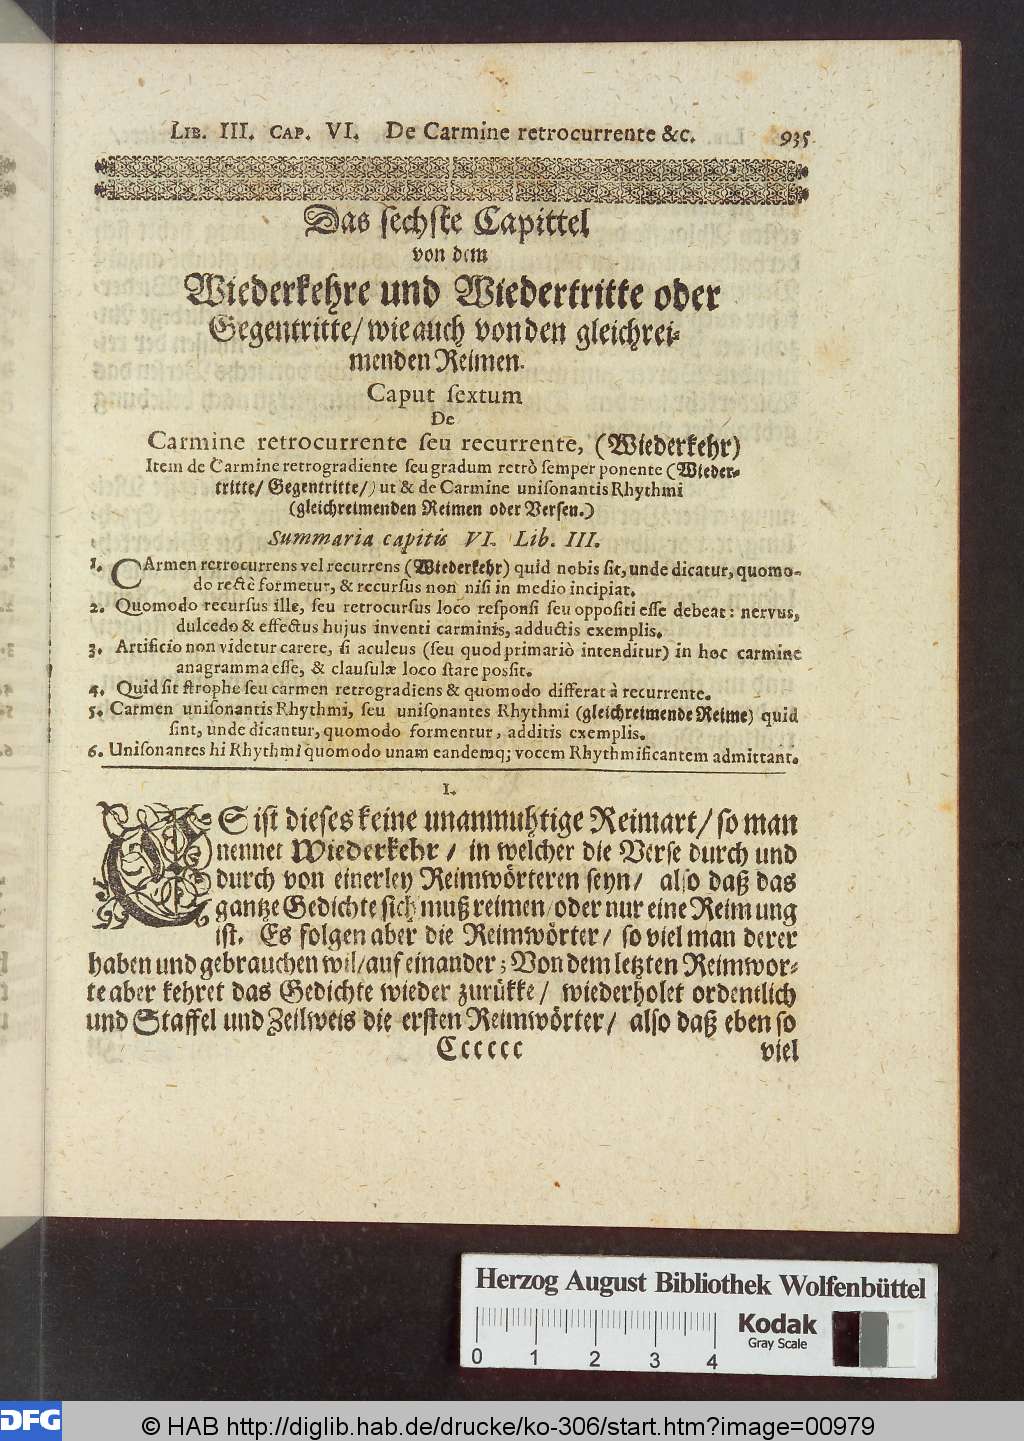 LIB. III. CAP. VI. De Carmine retrocurrente &c. 935
Das sechste Capittel
von dem
Wiederkehre und Wiedertritte oder
Gegentritte/ wie auch von den gleichrei-
menden Reimen.
Caput sextum
De
Carmine retrocurrente seu recurrente, (Wiederkehr)
Item de Carmine retrogradiente seu gradum retrò semper ponente (Wieder-
tritte/ Gegentritte/) ut & de Carmine unisonantis Rhythmi
(gleichreimenden Reimen oder Versen.)
Summaria capitis VI. Lib. III.
1. CArmen retrocurrens vel recurrens (Wiederkehr) quid nobis sit, unde dicatur, quomo-
do rectè formetur, & recursus non nisi in medio incipiat.
2. Quomodo recursus ille, seu retrocursus loco responsi seu oppositi esse debeat: nervus,
dulcedo & effectus hujus inventi carminis, adductis exemplis.
3. Artificio non videtur carere, si aculeus (seu quod primariò intenditur) in hoc carmine
anagramma esse, & clausulæ loco stare possit.
4. Quid sit strophe seu carmen retrogradiens & quomodo differat à recurrente.
5. Carmen unisonantis Rhythmi, seu unisonantes Rhythmi (gleichreimende Reime) quid
sint, unde dicantur, quomodo formentur, additis exemplis.
6. Unisonantes hi Rhythmi quomodo unam eandemq; vocem Rhythmificantem admittant.
I.
ES ist dieses keine unanmuhtige Reimart/ so man
nennet Wiederkehr/ in welcher die Verse durch und
durch von einerley Reimwörteren seyn/ also daß das
gantze Gedichte sich muß reimen/ oder nur eine Reimung
ist. Es folgen aber die Reimwörter/ so viel man derer
haben und gebrauchen wil/ auf einander; Von dem letzten Reimwor-
te aber kehret das Gedichte wieder zurükke/ wiederholet ordentlich
und Staffel und Zeilweis die ersten Reimwörter/ also daß eben so
Cccccc viel
Herzog August Bibliothek Wolfenbüttel
Kodak
Gray Scale
0 1 2 3 4
DFG © HAB http://diglib.hab.de/drucke/ko-306/start.htm?image=00979